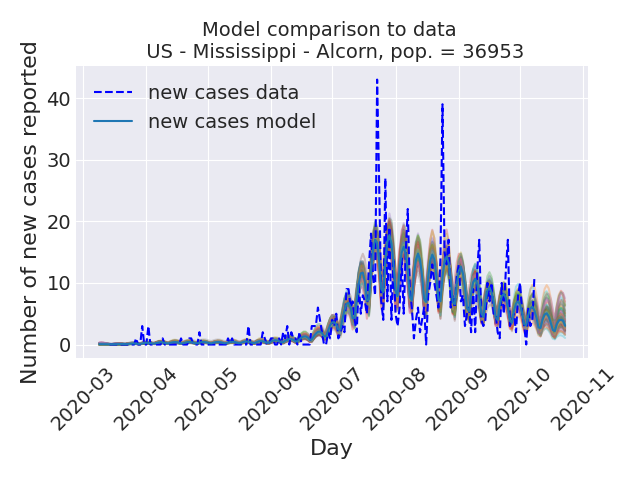 Model comparison to data
US - Mississippi - Alcorn, pop. = 36953
Number of new cases reported
40
30
20
10
0
new cases data
new cases model
2020-03
2020-04
2020-05
2020-06
2020-07
2020-08
2020-09
2020-10
2020-11
Day